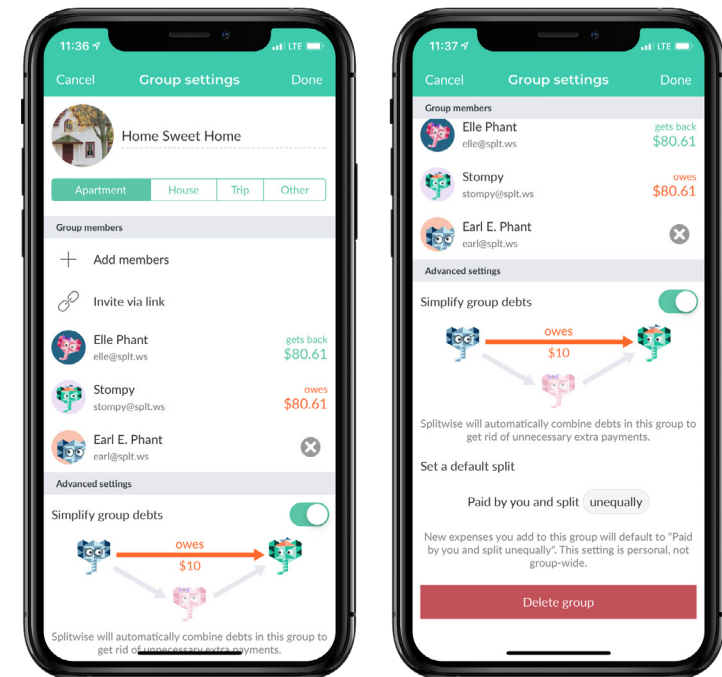 11:36
LTE
Cancel Group settings Done
Home Sweet Home
Apartment House Trip Other
Group members
Add members
Invite via link
Elle Phant gets back
elle@splt.ws $80.61
Stompy owes
stompy@splt.ws $80.61
Earl E. Phant
earl@splt.ws
Advanced settings
Simplify group debts
owes
$10
Splitwise will automatically combine debts in this group to
get rid of unnecessary extra payments.
11:37
LTE
Cancel Group settings Done
Group members
Elle Phant gets back
elle@splt.ws $80.61
Stompy owes
stompy@splt.ws $80.61
Earl E. Phant
earl@splt.ws
Advanced settings
Simplify group debts
owes
$10
Splitwise will automatically combine debts in this group to
get rid of unnecessary extra payments.
Set a default split
Paid by you and split unequally
New expenses you add to this group will default to "Paid
by you and split unequally". This setting is personal, not
group-wide.
Delete group